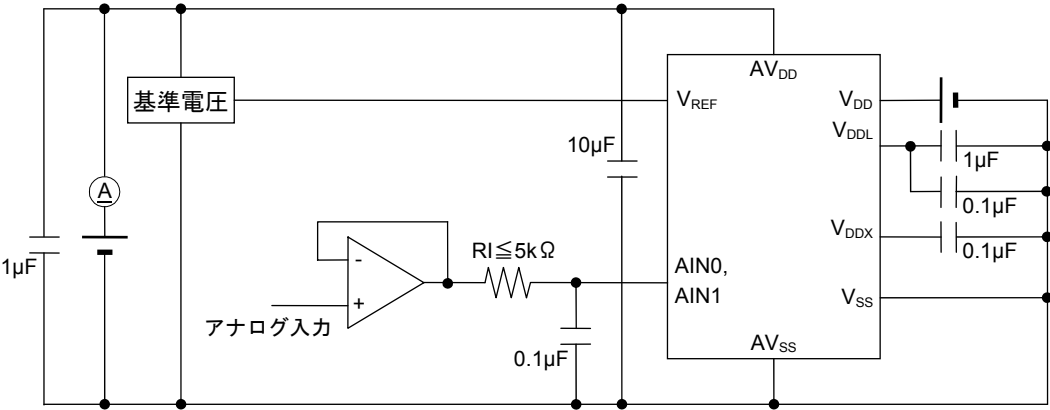 AVDD
基準電圧
VREF
VDD
VDDL
10µF
1µF
A
0.1µF
VDDX
0.1µF
1µF
-
RI≦5kΩ
AIN0,
AIN1
+
アナログ入力
VSS
0.1µF
AVSS